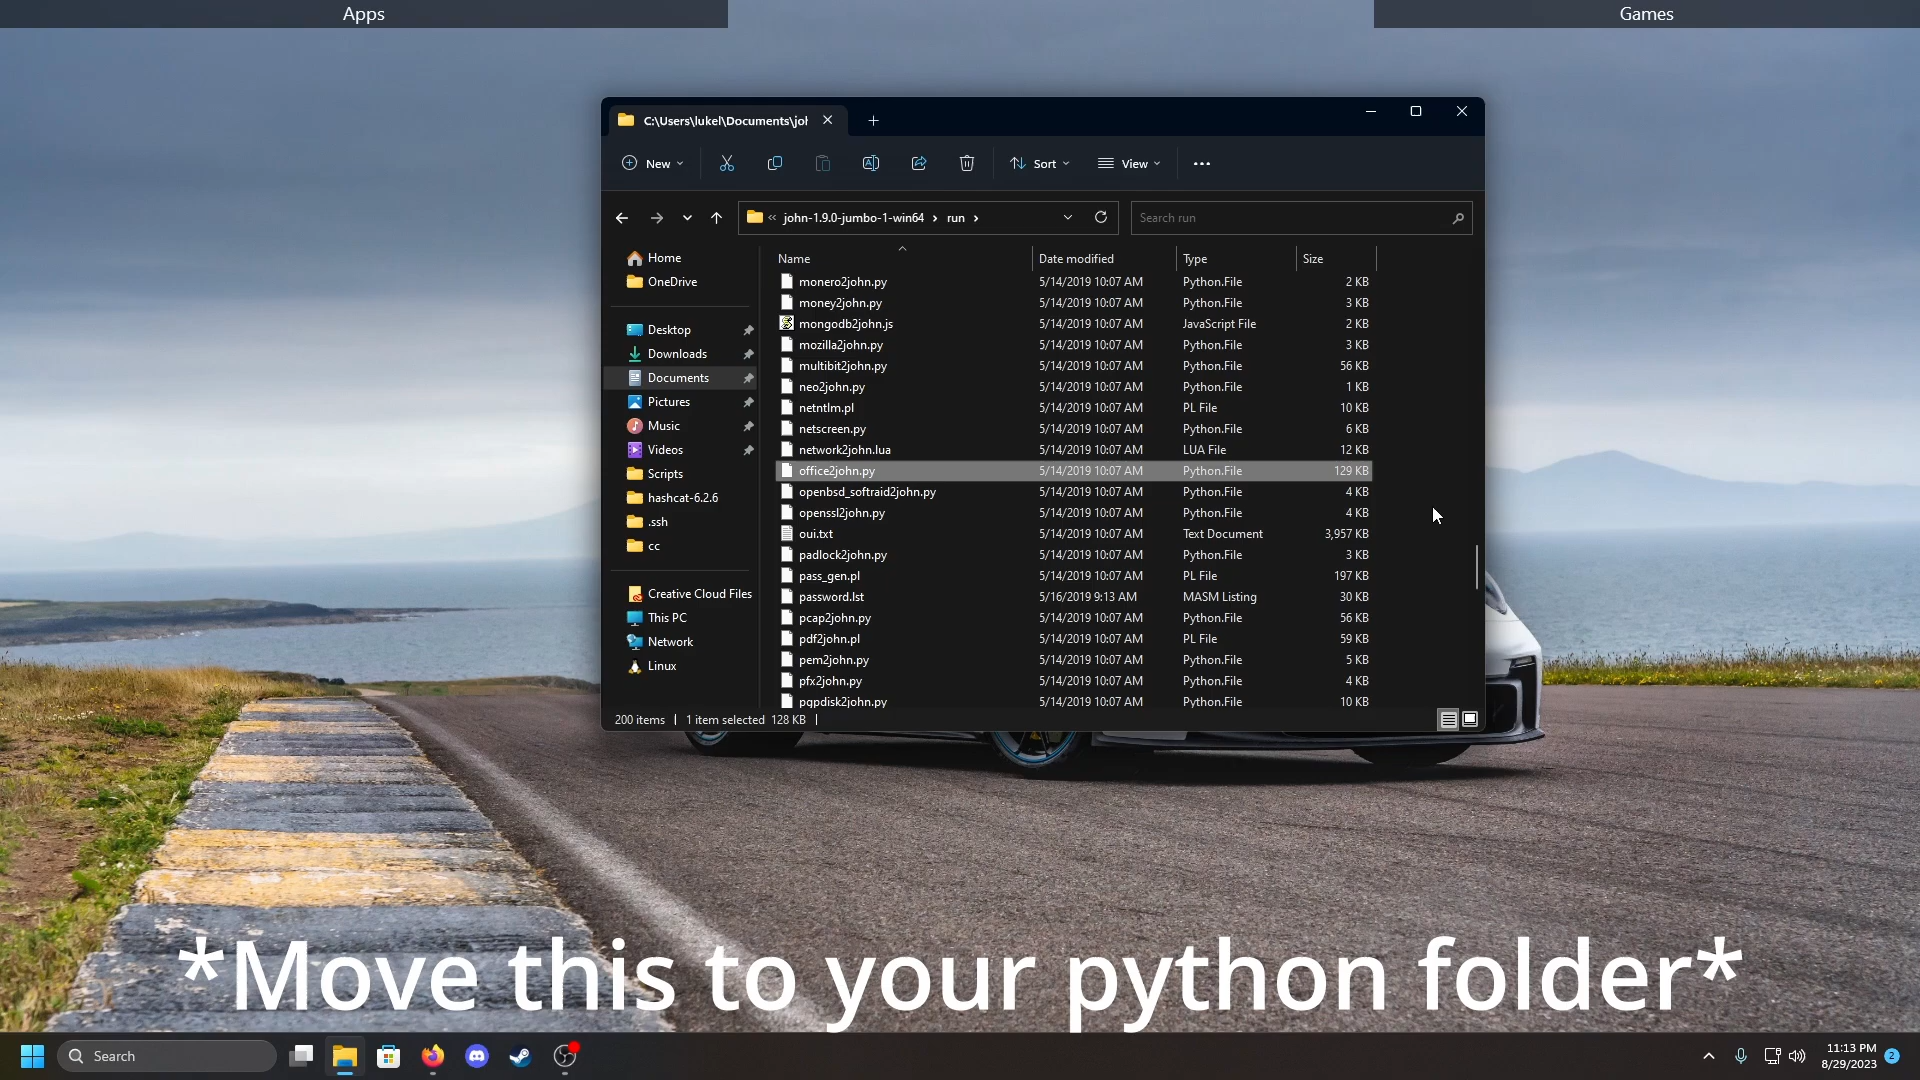 Apps
Games
C:\Users\lukel\Documents\jol
New
Sort
View
john-1.9.0-jumbo-1-win64 > run >
Search run
Home
OneDrive
Desktop
Downloads
Documents
Pictures
Music
Videos
Scripts
hashcat-6.2.6
.ssh
cc
Creative Cloud Files
This PC
Network
Linux
Name Date modified Type Size
monero2john.py 5/14/2019 10:07 AM Python.File 2 KB
money2john.py 5/14/2019 10:07 AM Python.File 3 KB
mongodb2john.js 5/14/2019 10:07 AM JavaScript File 2 KB
mozilla2john.py 5/14/2019 10:07 AM Python.File 3 KB
multibit2john.py 5/14/2019 10:07 AM Python.File 56 KB
neo2john.py 5/14/2019 10:07 AM Python.File 1 KB
netntlm.pl 5/14/2019 10:07 AM PL File 10 KB
netscreen.py 5/14/2019 10:07 AM Python.File 6 KB
network2john.lua 5/14/2019 10:07 AM LUA File 12 KB
office2john.py 5/14/2019 10:07 AM Python.File 129 KB
openbsd_softraid2john.py 5/14/2019 10:07 AM Python.File 4 KB
openssl2john.py 5/14/2019 10:07 AM Python.File 4 KB
oui.txt 5/14/2019 10:07 AM Text Document 3,957 KB
padlock2john.py 5/14/2019 10:07 AM Python.File 3 KB
pass_gen.pl 5/14/2019 10:07 AM PL File 197 KB
password.lst 5/16/2019 9:13 AM MASM Listing 30 KB
pcap2john.py 5/14/2019 10:07 AM Python.File 56 KB
pdf2john.pl 5/14/2019 10:07 AM PL File 59 KB
pem2john.py 5/14/2019 10:07 AM Python.File 5 KB
pfx2john.py 5/14/2019 10:07 AM Python.File 4 KB
pgpdisk2john.py 5/14/2019 10:07 AM Python.File 10 KB
200 items | 1 item selected 128 KB |
*Move this to your python folder*
Search
11:13 PM
8/29/2023
2